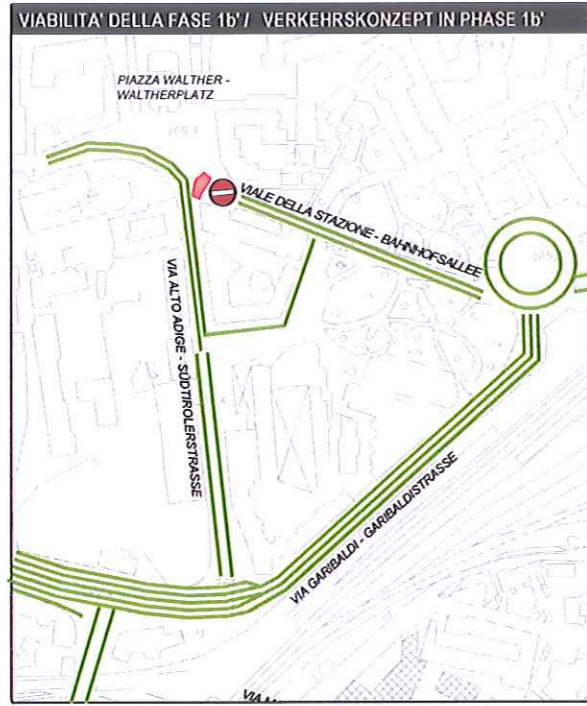 VIABILITA' DELLA FASE 1b' / VERKEHRSKONZEPT IN PHASE 1b'
PIAZZA WALTHER -
WALTHERPLATZ
VIALE DELLA STAZIONE - BAHNHOFSALLEE
VIA ALTO ADIGE - SÜDTIROLERSTRASSE
VIA GARIBALDI - GARIBALDISTRASSE